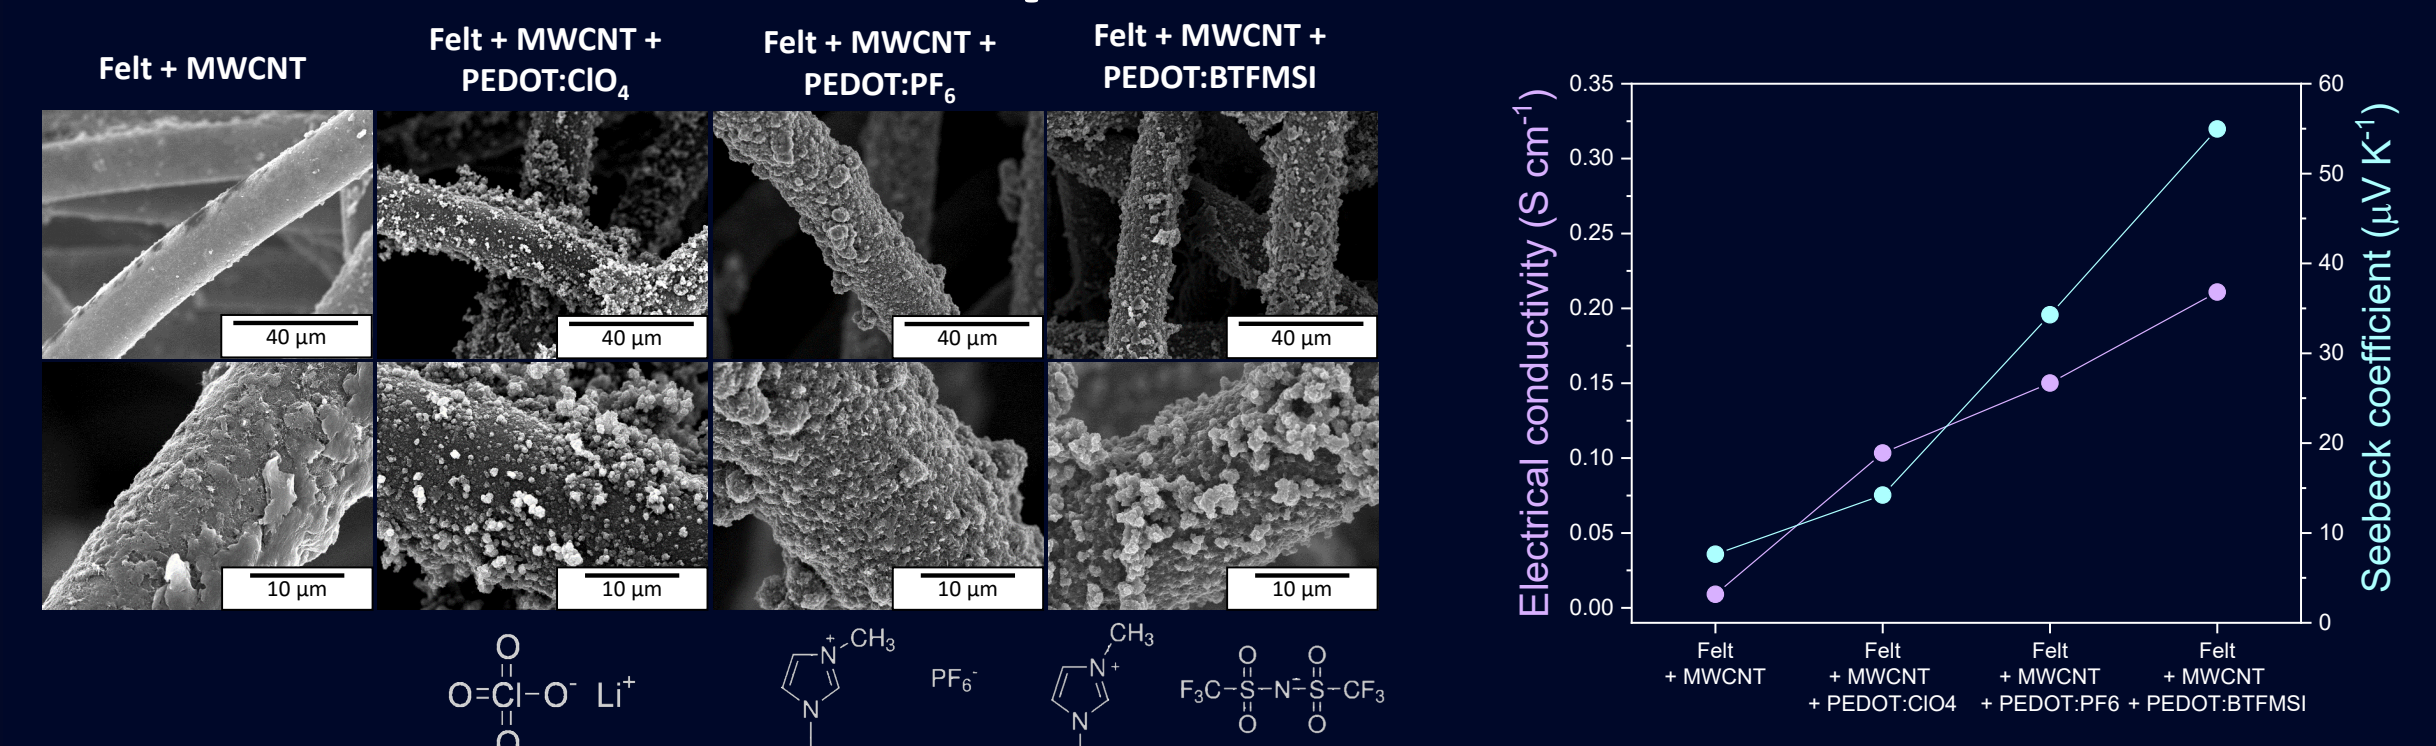 Felt + MWCNT
Felt + MWCNT +
PEDOT:ClO4
Felt + MWCNT +
PEDOT:PF6
Felt + MWCNT +
PEDOT:BTFMSI
40 µm
40 µm
40 µm
40 µm
10 µm
10 µm
10 µm
10 µm
O
O=Cl-O- Li+
O
N+ CH3
N
PF6-
CH3
N+
N
O O
F3C-S-N-S-CF3
O O
Electrical conductivity (S cm-1)
0.35
0.30
0.25
0.20
0.15
0.10
0.05
0.00
60
50
40
30
20
10
0
Seebeck coefficient (µV K-1)
Felt
+ MWCNT
Felt
+ MWCNT
+ PEDOT:ClO4
Felt
+ MWCNT
+ PEDOT:PF6
Felt
+ MWCNT
+ PEDOT:BTFMSI